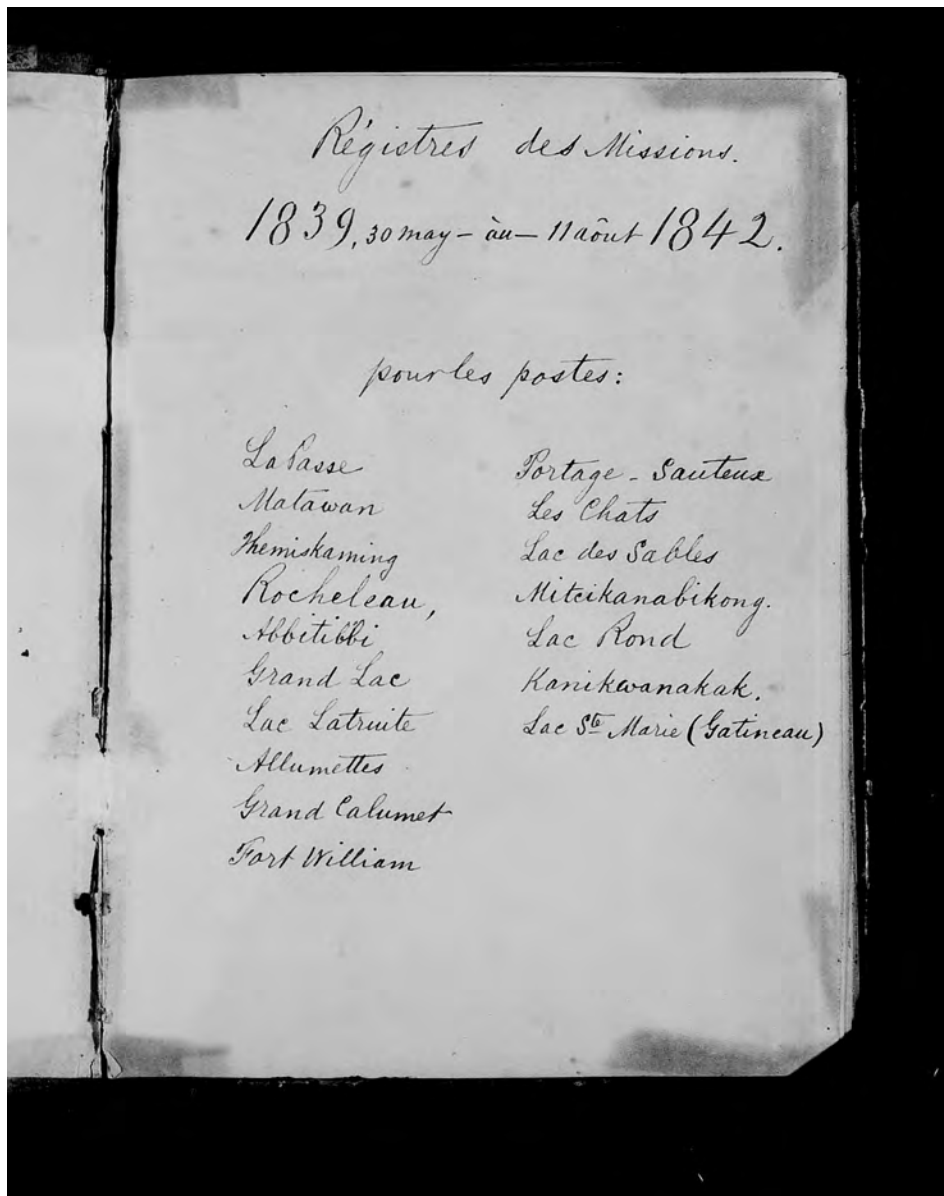 Régistres des Missions.
1839, 30 may – àu – 11 aôut 1842.
pour les postes:
La Passe
Matawan
Themiskaming
Rocheleau,
Abbitibbi
Grand Lac
Lac Latruite
Allumettes
Grand Calumet
Fort William
Portage - Sauteux
Les Chats
Lac des Sables
Mitcikanabikong.
Lac Rond
Kanikwanakak.
Lac Ste Marie (Gatineau)